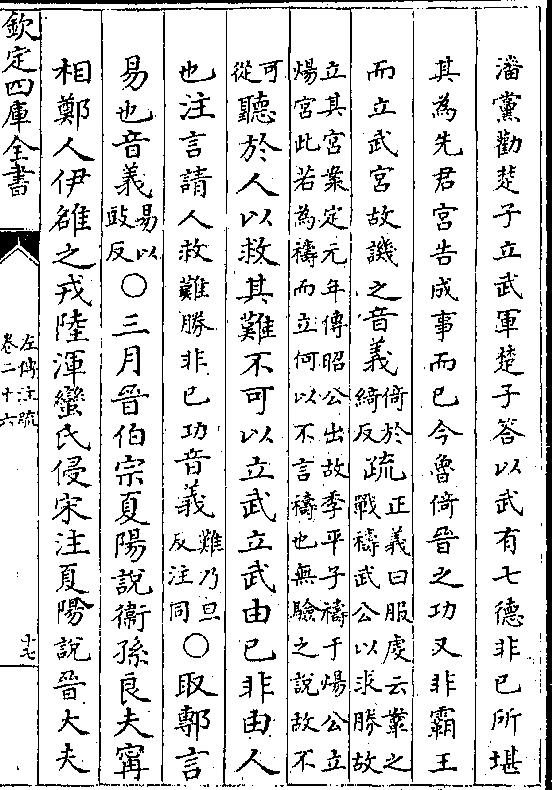 潘黨勸楚子立武軍楚子答以武有七德非己所堪
其為先君宮告成事而已今魯倚晉之功又非霸王
而立武宮故譏之音義倚於綺反疏正義曰服虔云鞌之戰禱武公以求勝故
立其宮案定元年傳昭公出故季平子禱于煬公立
煬宮此若為禱而立何以不言禱也無驗之說故不
可從聽於人以救其難不可以立武立武由己非由人
也注言請人救難勝非己功音義難乃旦反注同○取鄟言
易也音義易以豉反○三月晉伯宗夏陽說衞孫良夫甯
相鄭人伊雒之戎陸渾蠻氏侵宋注夏陽說晉大夫
欽定四庫全書
左傳注疏
卷二十六
十七